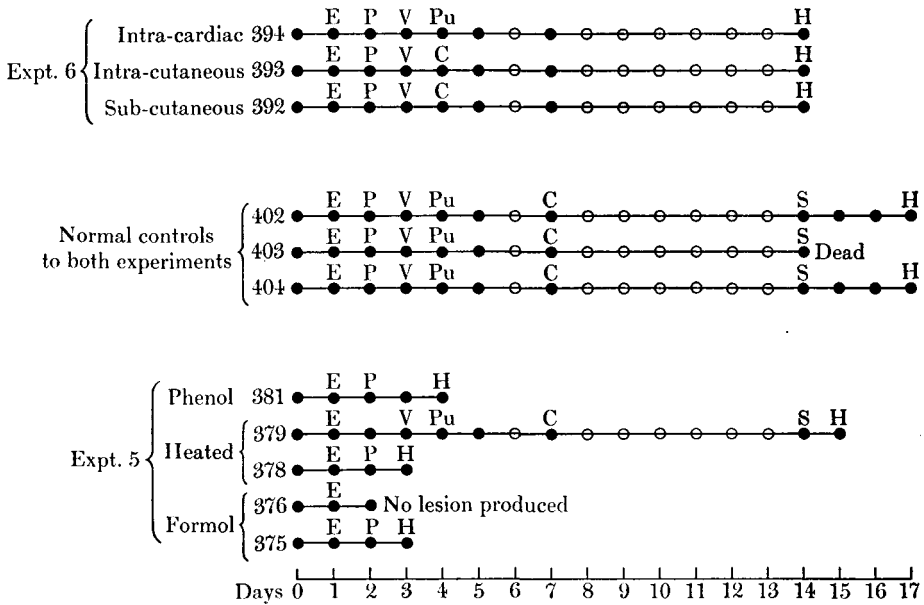 E P V Pu H
Intra-cardiac 394
E P V C H
Expt. 6 Intra-cutaneous 393
E P V C H
Sub-cutaneous 392
E P V Pu C S H
402
Normal controls
to both experiments
E P V Pu C S
403 Dead
E P V Pu C S H
404
E P H
Phenol 381
E V Pu C S H
379
Heated
E P H
378
Expt. 5
E
376 No lesion produced
Formol
E P H
375
Days 0 1 2 3 4 5 6 7 8 9 10 11 12 13 14 15 16 17